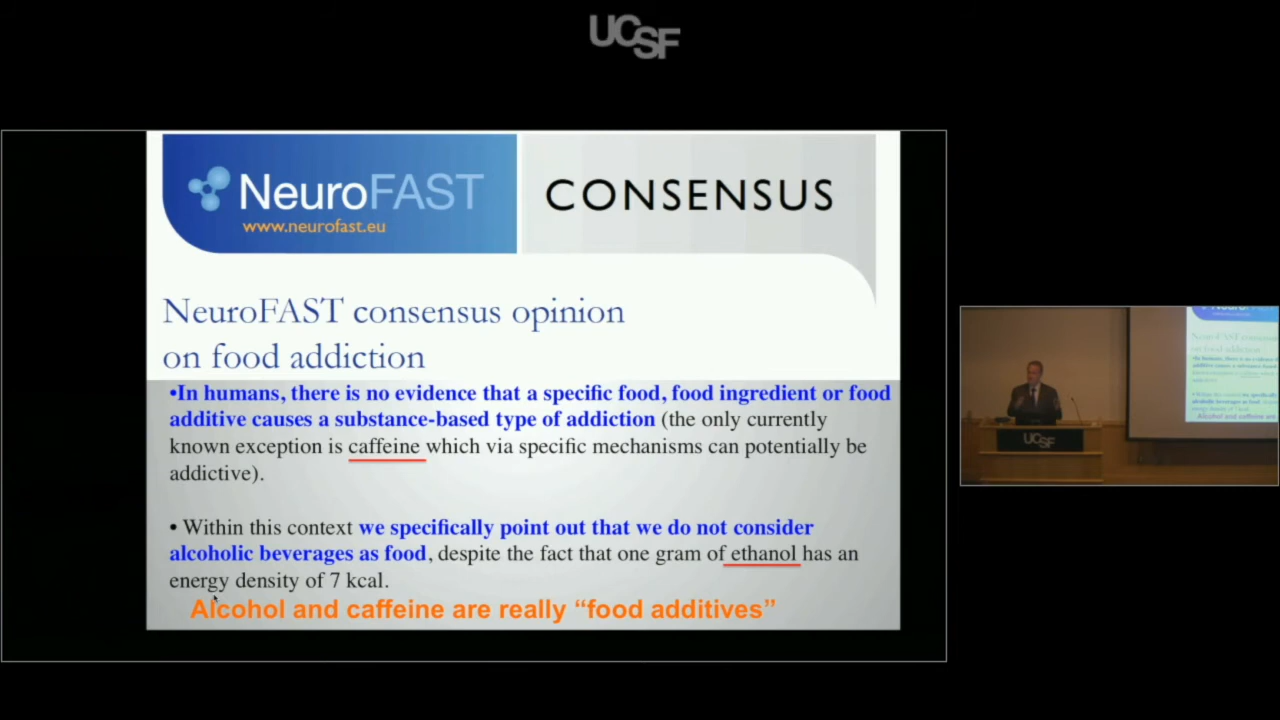 UCSF
NeuroFAST
www.neurofast.eu
CONSENSUS
NeuroFAST consensus opinion
on food addiction
•In humans, there is no evidence that a specific food, food ingredient or food
additive causes a substance-based type of addiction (the only currently
known exception is caffeine which via specific mechanisms can potentially be
addictive).
• Within this context we specifically point out that we do not consider
alcoholic beverages as food, despite the fact that one gram of ethanol has an
energy density of 7 kcal.
Alcohol and caffeine are really “food additives”
UCSF